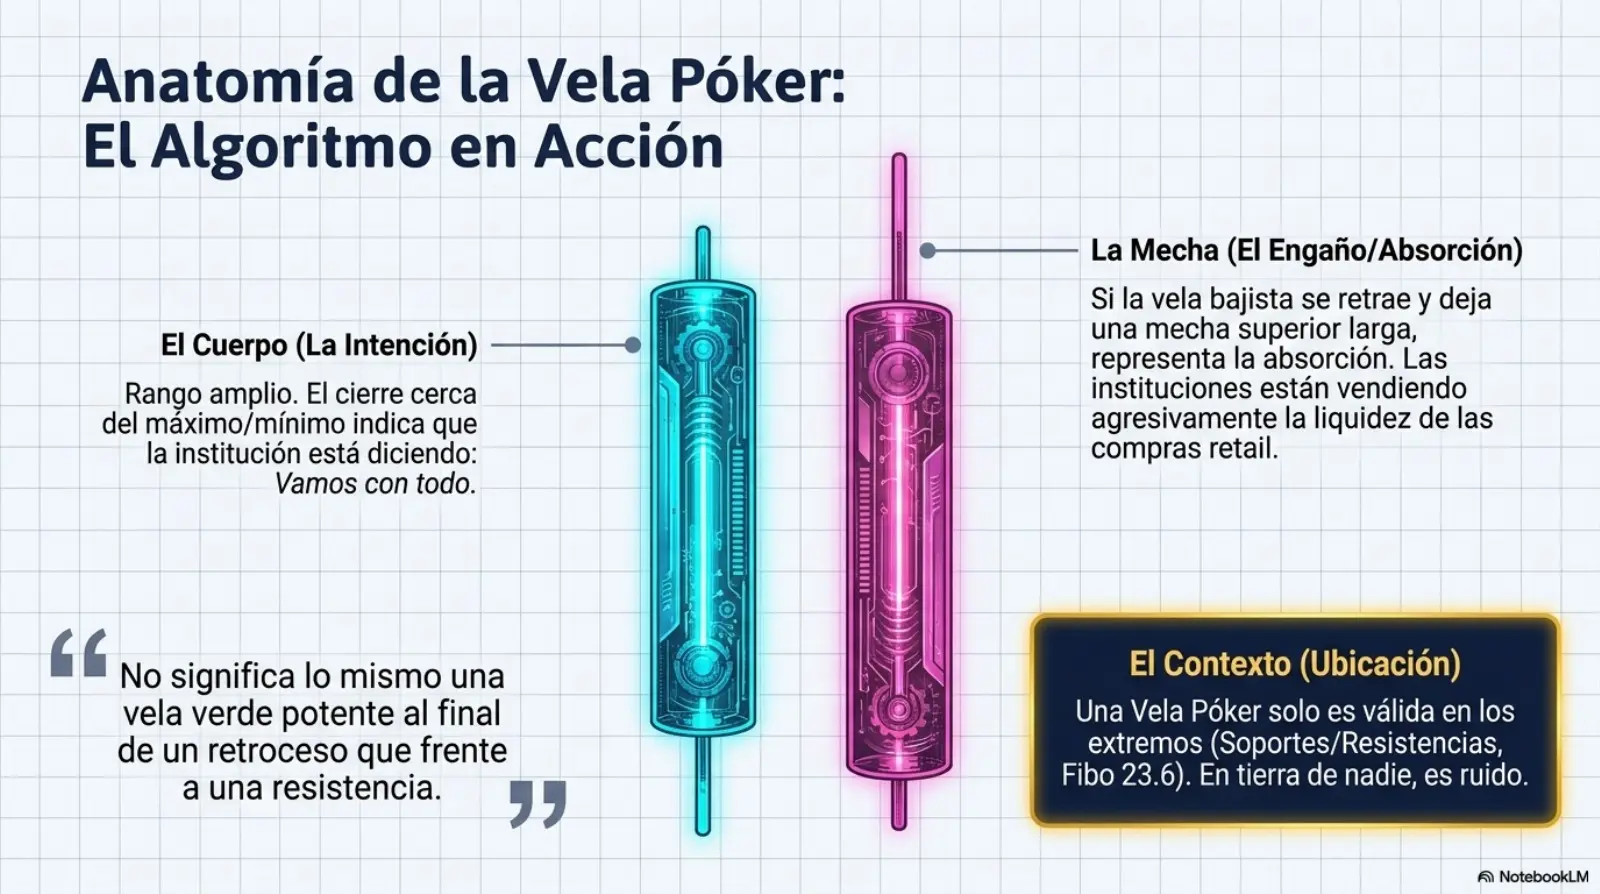 Anatomía de la Vela Póker:
El Algoritmo en Acción
El Cuerpo (La Intención)
Rango amplio. El cierre cerca
del máximo/mínimo indica que
la institución está diciendo:
Vamos con todo.
La Mecha (El Engaño/Absorción)
Si la vela bajista se retrae y deja
una mecha superior larga,
representa la absorción. Las
instituciones están vendiendo
agresivamente la liquidez de las
compras retail.
“No significa lo mismo una
vela verde potente al final
de un retroceso que frente
a una resistencia.”
El Contexto (Ubicación)
Una Vela Póker solo es válida en los
extremos (Soportes/Resistencias,
Fibo 23.6). En tierra de nadie, es ruido.
NotebookLM